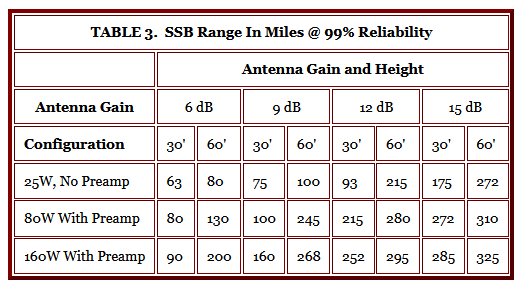 TABLE 3.  SSB Range In Miles @ 99% Reliability
Antenna Gain and Height
Antenna Gain 6 dB 9 dB 12 dB 15 dB
Configuration 30' 60' 30' 60' 30' 60' 30' 60'
25W, No Preamp 63 80 75 100 93 215 175 272
80W With Preamp 80 130 100 245 215 280 272 310
160W With Preamp 90 200 160 268 252 295 285 325